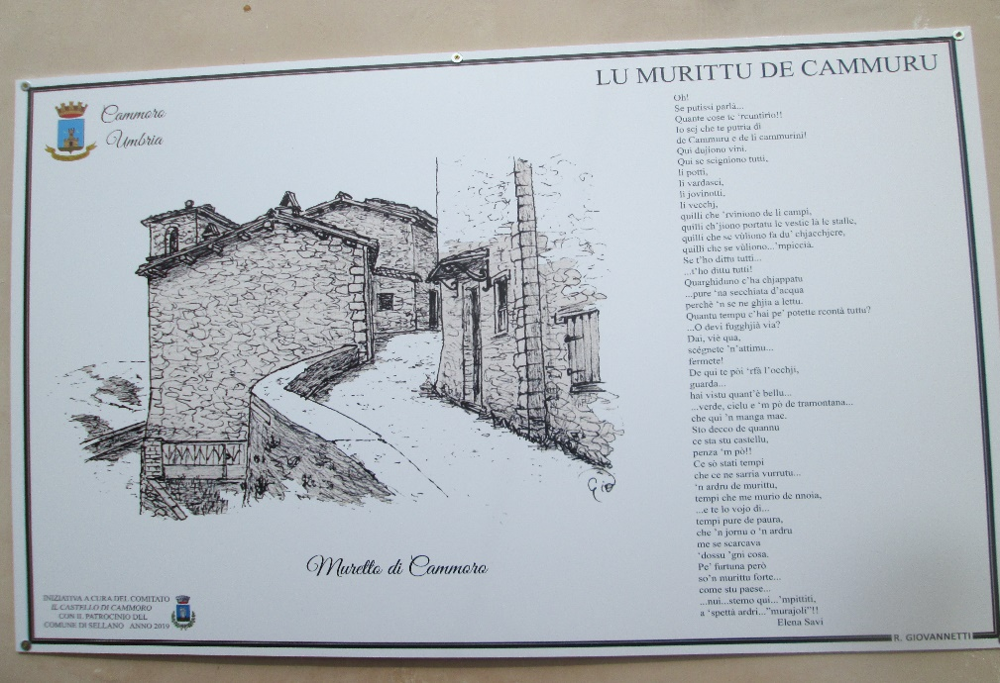 Cammoro
Umbria
LU MURITTU DE CAMMURU
Oh!
Se putissi parlà...
Quante cose te 'rcuntirio!!
Io sej che te putria dì
de Cammuru e de li cammurini!
Qui dujiono vinì.
Qui se scigniono tutti,
li potti,
li vardasci,
li jovinotti,
li vecchj,
quilli che 'rviniono de li campi,
quilli ch'jiono portatu le vestie là le stalle,
quilli che se vùliono fa du' chjacchjere,
quilli che se vùliono...'mpiccià.
Se t'ho dittu tutti...
...t'ho dittu tutti!
Quarghiduno c'ha chjappatu
...pure 'na secchiata d'acqua
perchè 'n se ne ghjia a lettu.
Quantu tempu c'hai pe' potette rcontà tuttu?
...O devi fugghjià via?
Dai, viè qua,
scégnete 'n'attimu...
fermete!
De qui te pòi 'rfà l'occhji,
guarda...
hai vistu quant'è bellu...
...verde, cielu e 'm pò de tramontana...
che qui 'n manga mae.
Sto decco de quannu
ce sta stu castellu,
penza 'm pò!!
Ce sò stati tempi
che ce ne sarria vurrutu...
'n ardru de murittu,
tempi che me murio de nnoia,
...e te lo vojo di...
tempi pure de paura,
che 'n jornu o 'n ardru
me se scarcava
'dossu 'gni cosa.
Pe' furtuna però
so'n murittu forte...
come stu paese...
...nui...stemo qui...'mpittiti,
a 'spettà ardri..."murajoli"!!
Elena Savi
Gio
Muretto di Cammoro
INIZIATIVA A CURA DEL COMITATO
IL CASTELLO DI CAMMORO
CON IL PATROCINIO DEL
COMUNE DI SELLANO ANNO 2019
R. GIOVANNETTI